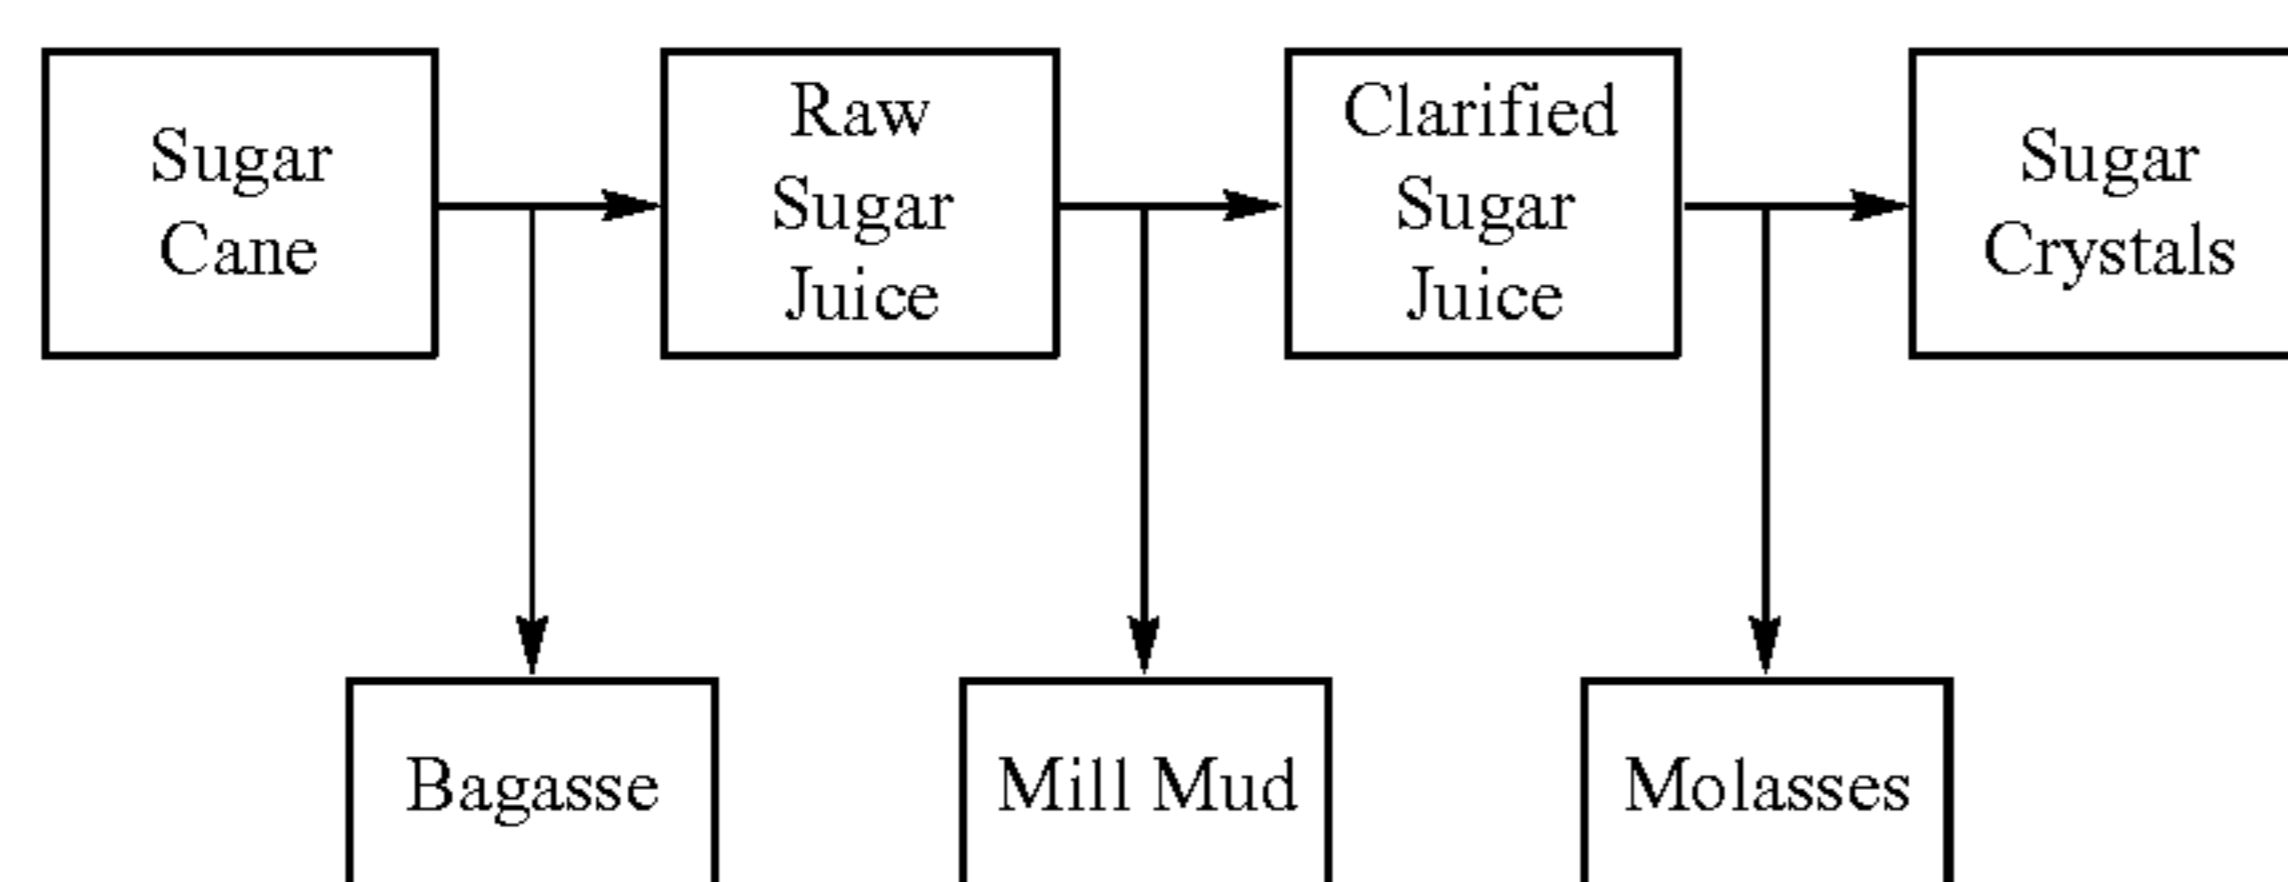 Sugar
Cane
Raw
Sugar
Juice
Clarified
Sugar
Juice
Sugar
Crystals
Bagasse
Mill Mud
Molasses